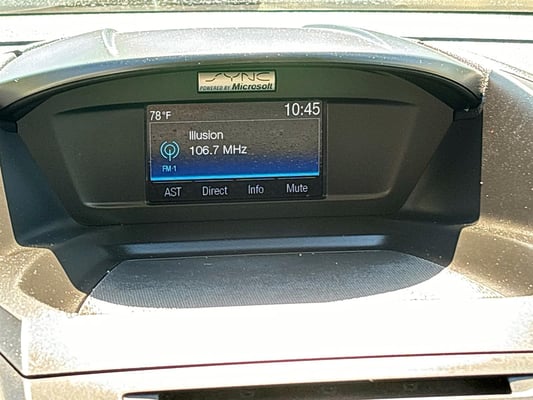 SYNC
POWERED BY Microsoft
78°F 10:45
Illusion
106.7 MHz
FM-1
AST Direct Info Mute